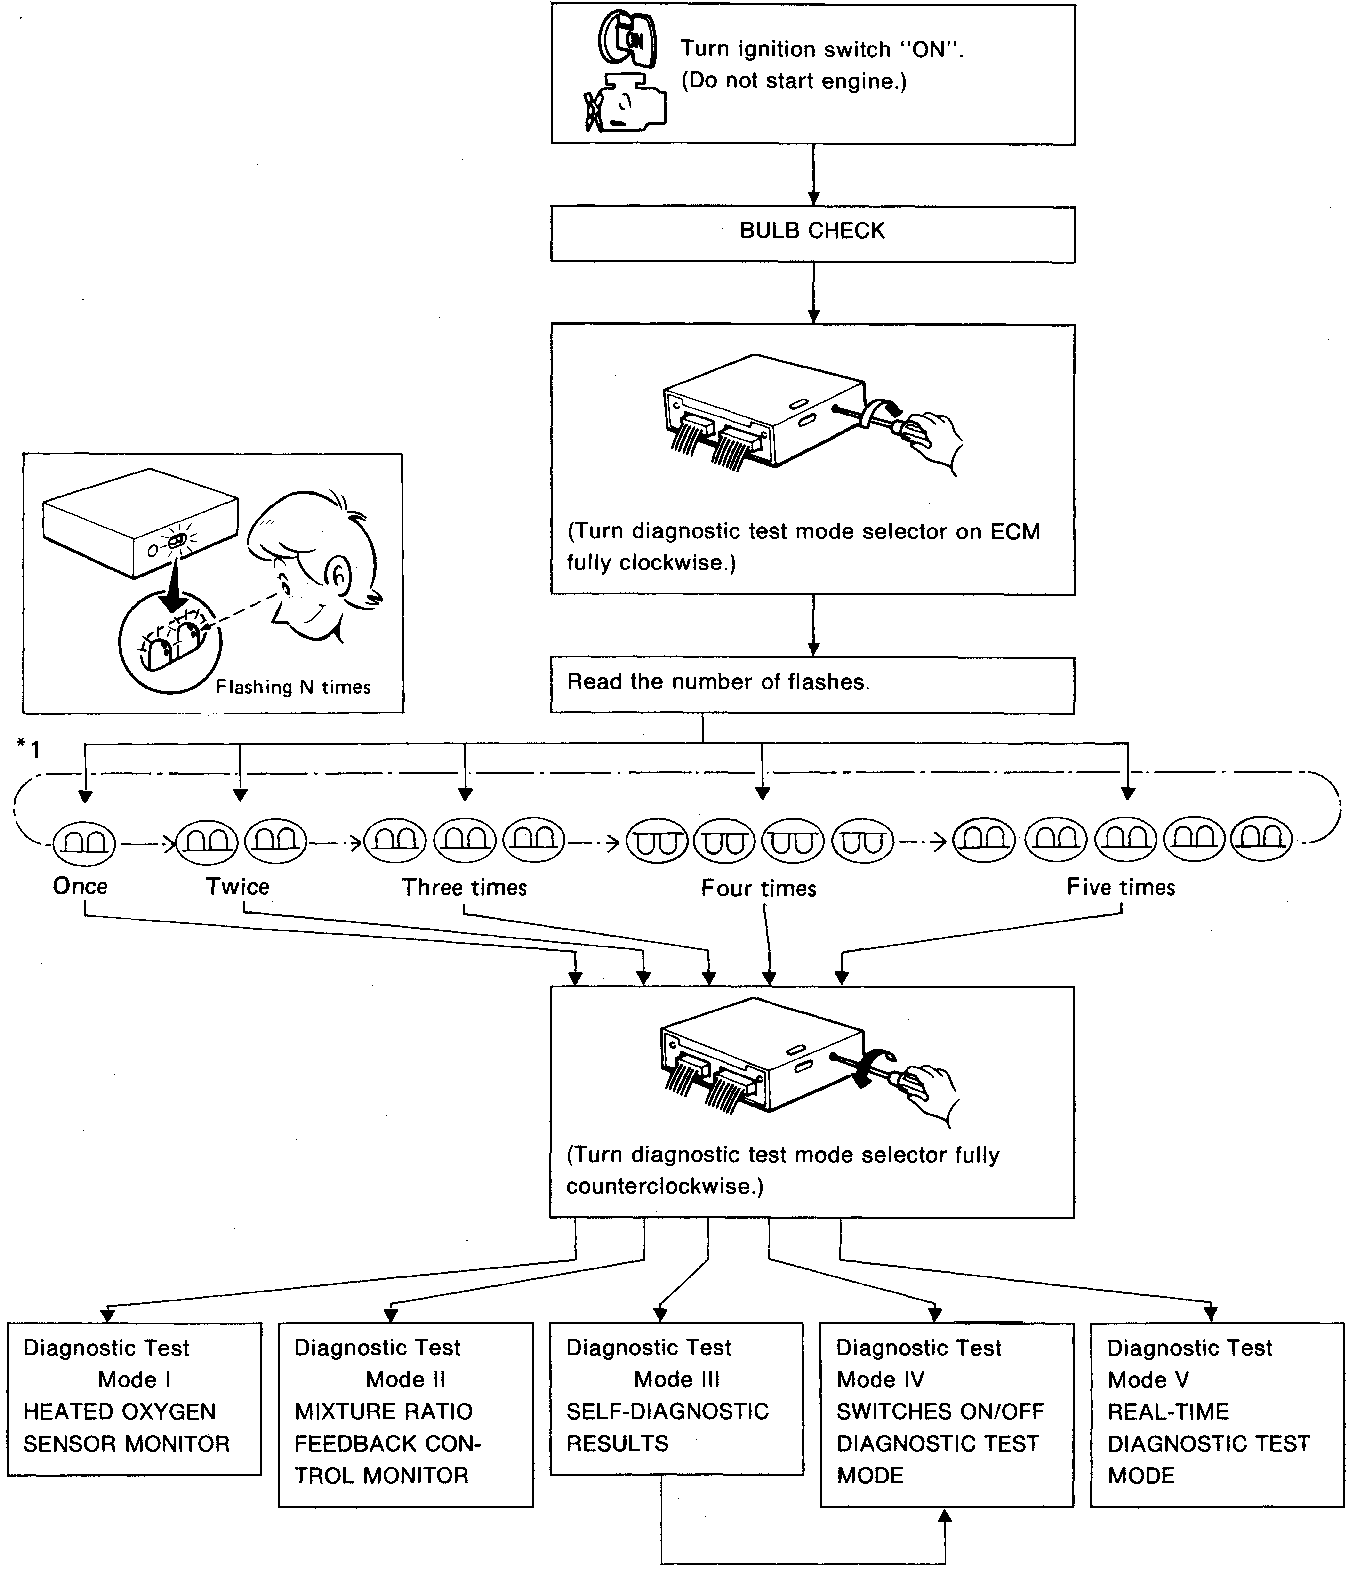 ON
Turn ignition switch "ON".
(Do not start engine.)
BULB CHECK
(Turn diagnostic test mode selector on ECM
fully clockwise.)
Flashing N times
Read the number of flashes.
*1
Once
Twice
Three times
Four times
Five times
(Turn diagnostic test mode selector fully
counterclockwise.)
Diagnostic Test
Mode I
HEATED OXYGEN
SENSOR MONITOR
Diagnostic Test
Mode II
MIXTURE RATIO
FEEDBACK CON-
TROL MONITOR
Diagnostic Test
Mode III
SELF-DIAGNOSTIC
RESULTS
Diagnostic Test
Mode IV
SWITCHES ON/OFF
DIAGNOSTIC TEST
MODE
Diagnostic Test
Mode V
REAL-TIME
DIAGNOSTIC TEST
MODE